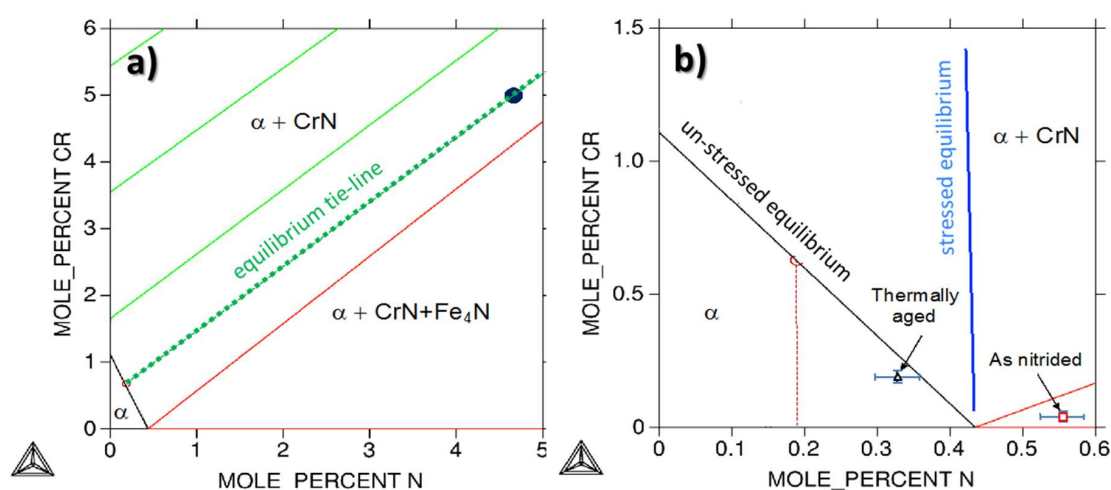 a)
MOLE_PERCENT CR
6
5
4
3
2
1
0
α + CrN
equilibrium tie-line
α + CrN+Fe₄N
α
0 1 2 3 4 5
MOLE_PERCENT N
b)
MOLE_PERCENT CR
1.5
1.0
0.5
0
un-stressed equilibrium
stressed equilibrium
α + CrN
α
Thermally
aged
As nitrided
0 0.1 0.2 0.3 0.4 0.5 0.6
MOLE_PERCENT N